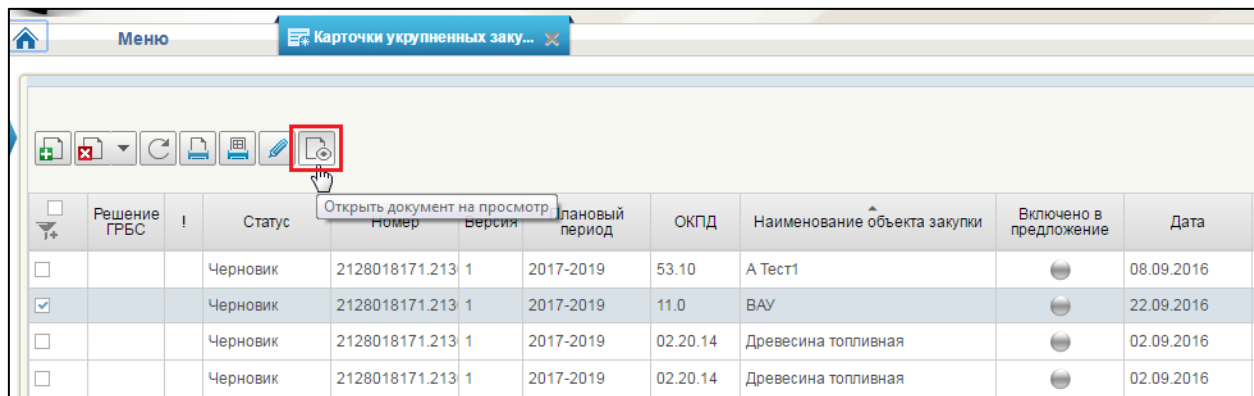 Меню
Карточки укрупненных заку...
Открыть документ на просмотр
Решение ГРБС ! Статус Номер Версия Плановый период ОКПД Наименование объекта закупки Включено в предложение Дата
Черновик 2128018171.213 1 2017-2019 53.10 А Тест1 08.09.2016
Черновик 2128018171.213 1 2017-2019 11.0 ВАУ 22.09.2016
Черновик 2128018171.213 1 2017-2019 02.20.14 Древесина топливная 02.09.2016
Черновик 2128018171.213 1 2017-2019 02.20.14 Древесина топливная 02.09.2016